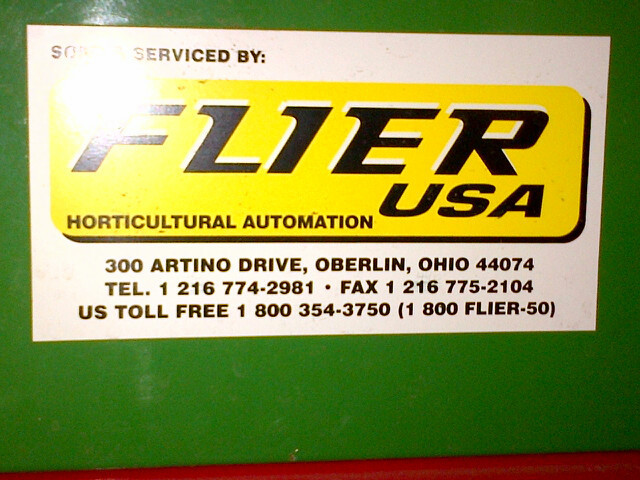 SERVICED BY:
FLIER
USA
HORTICULTURAL AUTOMATION
300 ARTINO DRIVE, OBERLIN, OHIO 44074
TEL. 1 216 774-2981 · FAX 1 216 775-2104
US TOLL FREE 1 800 354-3750 (1 800 FLIER-50)